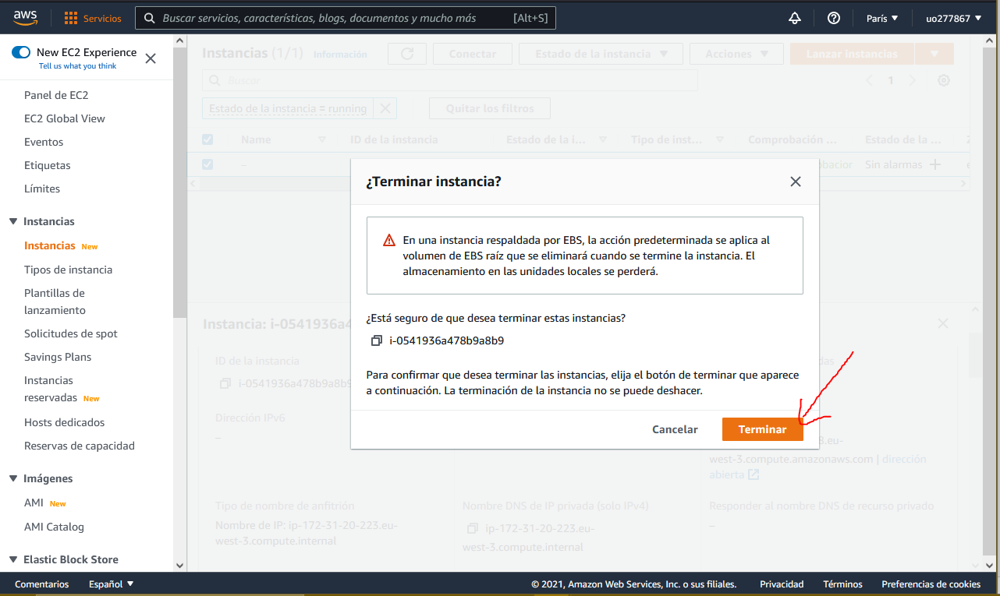 aws
Servicios
Buscar servicios, características, blogs, documentos y mucho más
[Alt+S]
París
uo277867
New EC2 Experience
Tell us what you think
Panel de EC2
EC2 Global View
Eventos
Etiquetas
Límites
Instancias
Instancias New
Tipos de instancia
Plantillas de
lanzamiento
Solicitudes de spot
Savings Plans
Instancias
reservadas New
Hosts dedicados
Reservas de capacidad
Imágenes
AMI New
AMI Catalog
Elastic Block Store
Instancias (1/1) Información
Conectar
Estado de la instancia
Acciones
Lanzar instancias
Buscar
1
Estado de la instancia = running
Quitar los filtros
Name
ID de la instancia
Estado de la i...
Tipo de inst...
Comprobación ...
Estado de la ...
–
Sin alarmas
¿Terminar instancia?
En una instancia respaldada por EBS, la acción predeterminada se aplica al
volumen de EBS raíz que se eliminará cuando se termine la instancia. El
almacenamiento en las unidades locales se perderá.
¿Está seguro de que desea terminar estas instancias?
i-0541936a478b9a8b9
Para confirmar que desea terminar las instancias, elija el botón de terminar que aparece
a continuación. La terminación de la instancia no se puede deshacer.
Cancelar
Terminar
Instancia: i-0541936a4
ID de la instancia
i-0541936a478b9a8b9
Dirección IPv6
–
8.eu-
west-3.compute.amazonaws.com | dirección
abierta
Tipo de nombre de anfitrión
Nombre de IP: ip-172-31-20-223.eu-
west-3.compute.internal
Nombre DNS de IP privada (solo IPv4)
ip-172-31-20-223.eu-
west-3.compute.internal
Responder al nombre DNS de recurso privado
–
Comentarios
Español
© 2021, Amazon Web Services, Inc. o sus filiales.
Privacidad
Términos
Preferencias de cookies